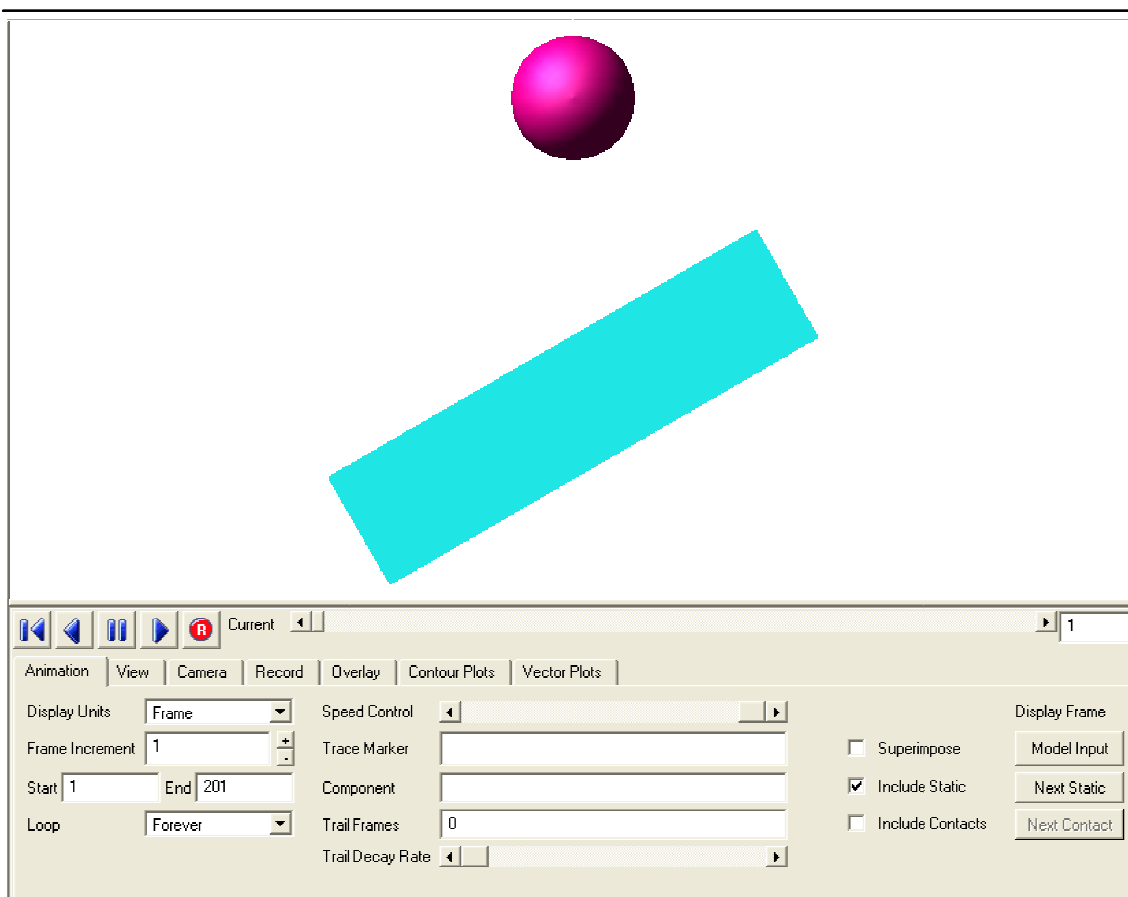 R Current 1
Animation View Camera Record Overlay Contour Plots Vector Plots
Display Units Frame Speed Control Display Frame
Frame Increment 1 + - Trace Marker Superimpose Model Input
Start 1 End 201 Component Include Static Next Static
Loop Forever Trail Frames 0 Include Contacts Next Contact
Trail Decay Rate